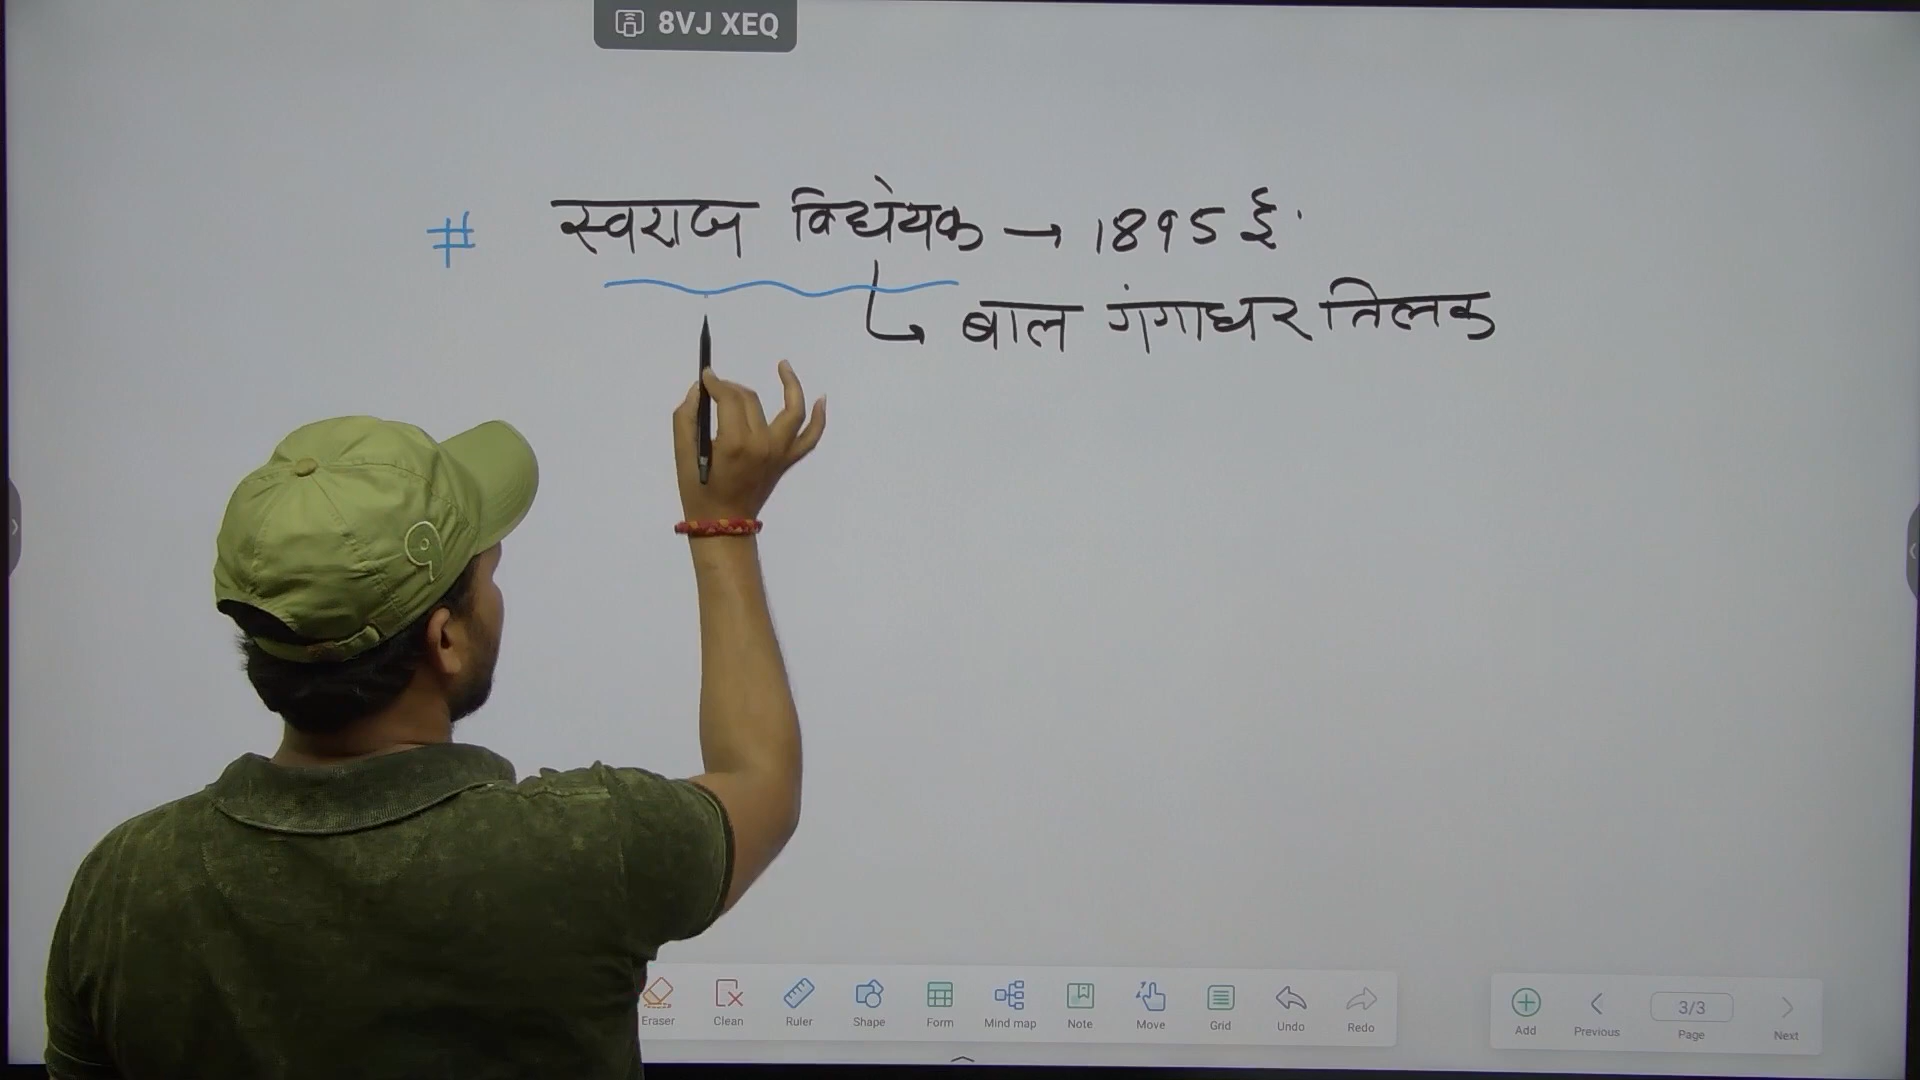 8VJ XEQ
# स्वराज विधेयक → 1895 ई.
बाल गंगाधर तिलक
Eraser Clean Ruler Shape Form Mind map Note Move Grid Undo Redo
Add Previous 3/3 Page Next